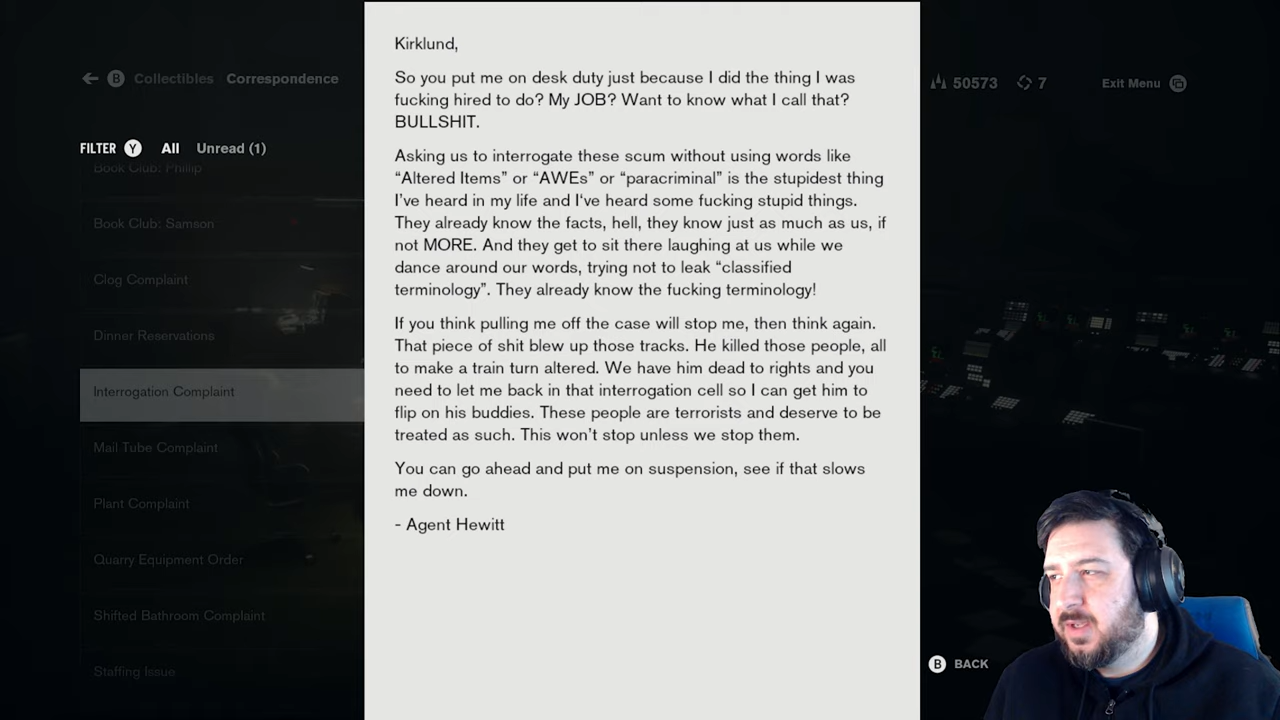 Kirklund,
B Collectibles Correspondence
50573 7 Exit Menu
So you put me on desk duty just because I did the thing I was
fucking hired to do? My JOB? Want to know what I call that?
BULLSHIT.
FILTER Y All Unread (1)
Book Club: Phillip
Book Club: Samson
Clog Complaint
Dinner Reservations
Interrogation Complaint
Mail Tube Complaint
Plant Complaint
Quarry Equipment Order
Shifted Bathroom Complaint
Staffing Issue
Asking us to interrogate these scum without using words like
“Altered Items” or “AWEs” or “paracriminal” is the stupidest thing
I’ve heard in my life and I‘ve heard some fucking stupid things.
They already know the facts, hell, they know just as much as us, if
not MORE. And they get to sit there laughing at us while we
dance around our words, trying not to leak “classified
terminology”. They already know the fucking terminology!
If you think pulling me off the case will stop me, then think again.
That piece of shit blew up those tracks. He killed those people, all
to make a train turn altered. We have him dead to rights and you
need to let me back in that interrogation cell so I can get him to
flip on his buddies. These people are terrorists and deserve to be
treated as such. This won’t stop unless we stop them.
You can go ahead and put me on suspension, see if that slows
me down.
- Agent Hewitt
B BACK